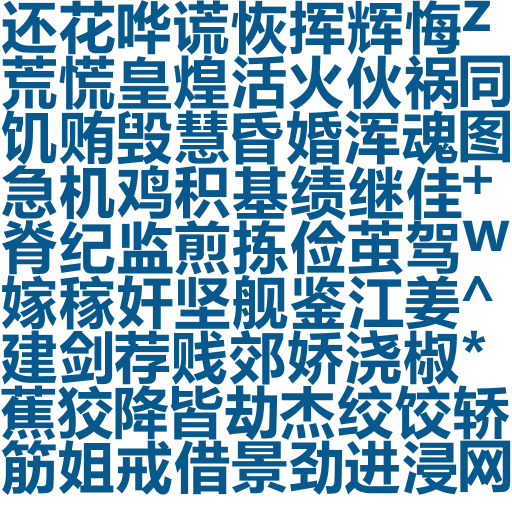 还花哗谎恢挥辉悔z
荒慌皇煌活火伙祸同
饥贿毁慧昏婚浑魂图
急机鸡积基绩继佳+
脊纪监煎拣俭茧驾w
嫁稼奸坚舰鉴江姜^
建剑荐贱郊娇浇椒*
蕉狡降皆劫杰绞饺轿
筋姐戒借景劲进浸网